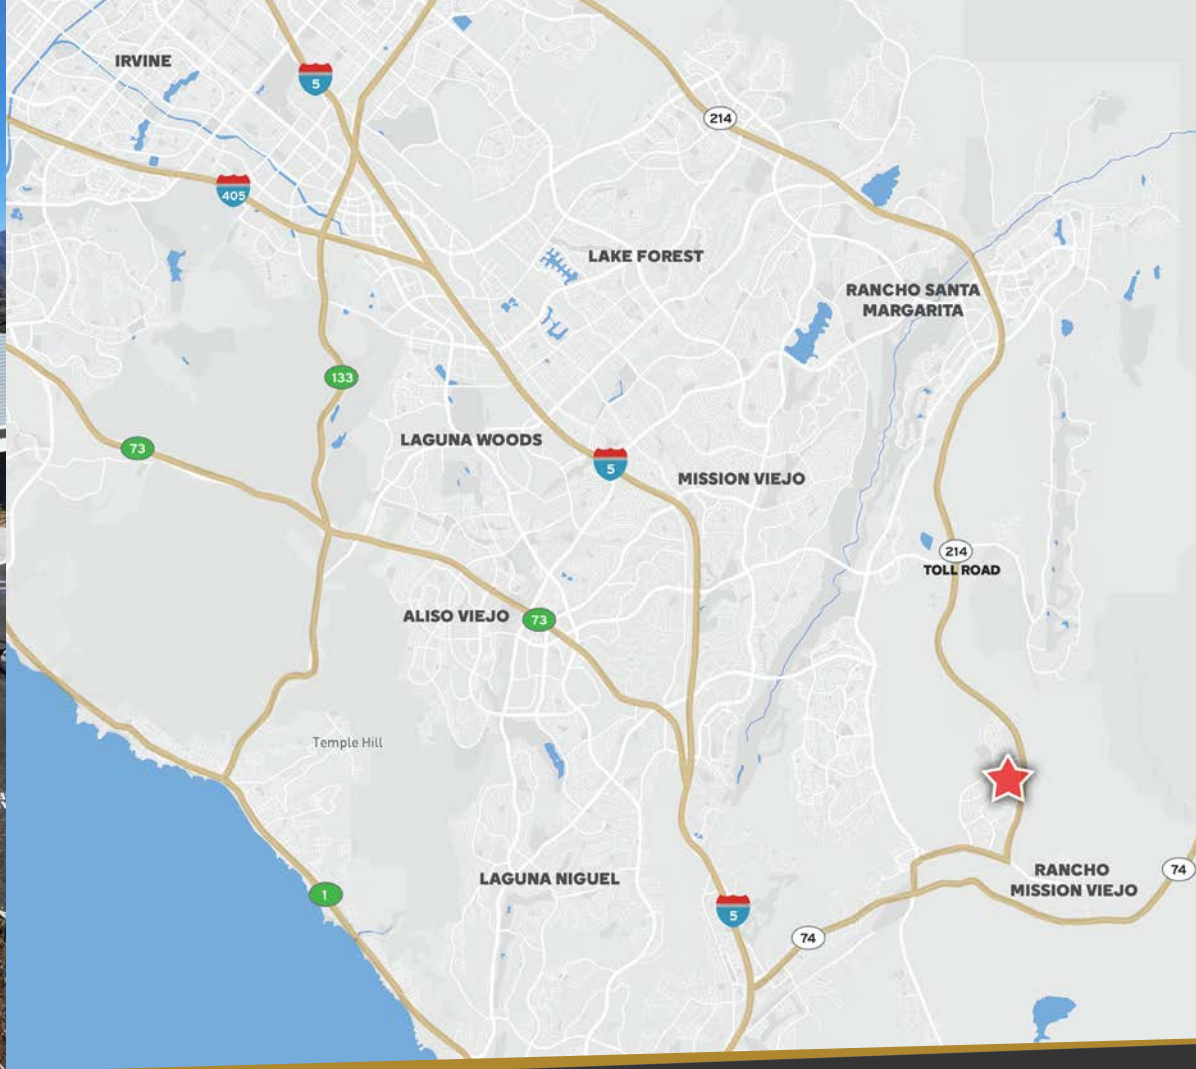 IRVINE
5
214
405
LAKE FOREST
RANCHO SANTA
MARGARITA
133
LAGUNA WOODS
73
5
MISSION VIEJO
214
TOLL ROAD
ALISO VIEJO
73
Temple Hill
LAGUNA NIGUEL
1
RANCHO
MISSION VIEJO
74
5
74